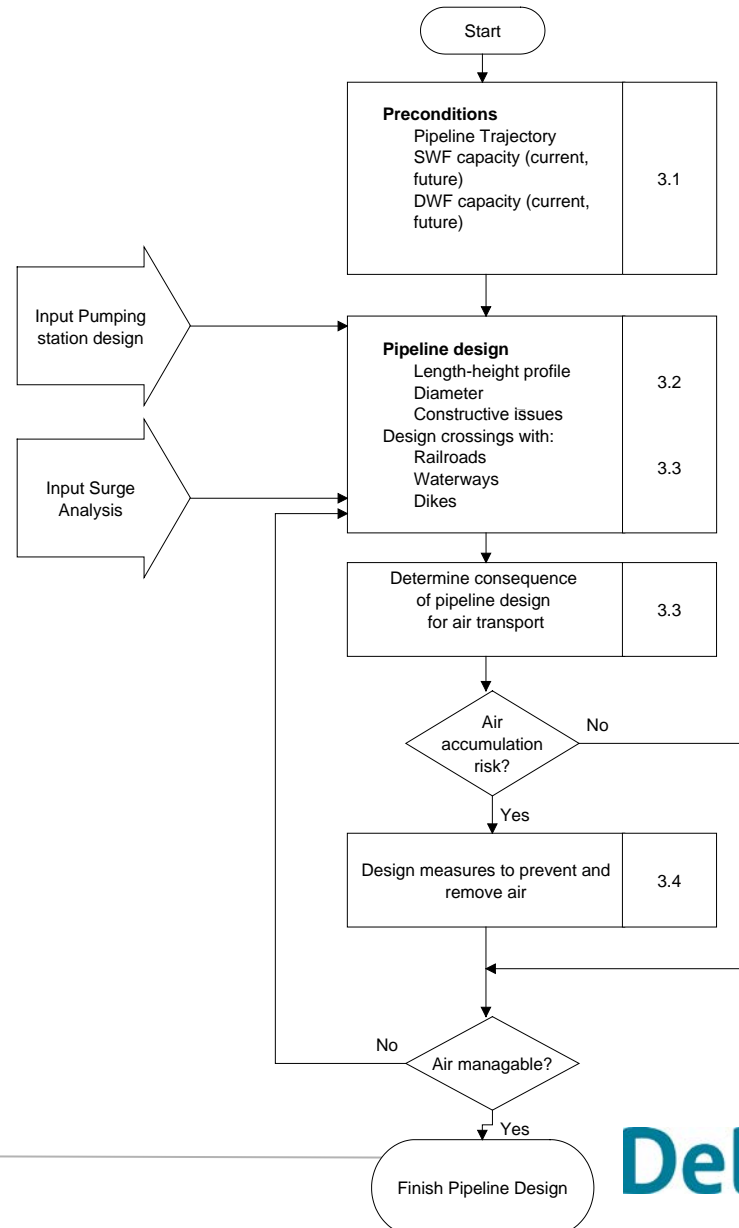 Start
Preconditions
Pipeline Trajectory
SWF capacity (current,
future)
DWF capacity (current,
future)
3.1
Input Pumping
station design
Pipeline design
Length-height profile
Diameter
Constructive issues
Design crossings with:
Railroads
Waterways
Dikes
3.2
3.3
Input Surge
Analysis
Determine consequence
of pipeline design
for air transport
3.3
Air
accumulation
risk?
No
Yes
Design measures to prevent and
remove air
3.4
No
Air managable?
Yes
Finish Pipeline Design
Del